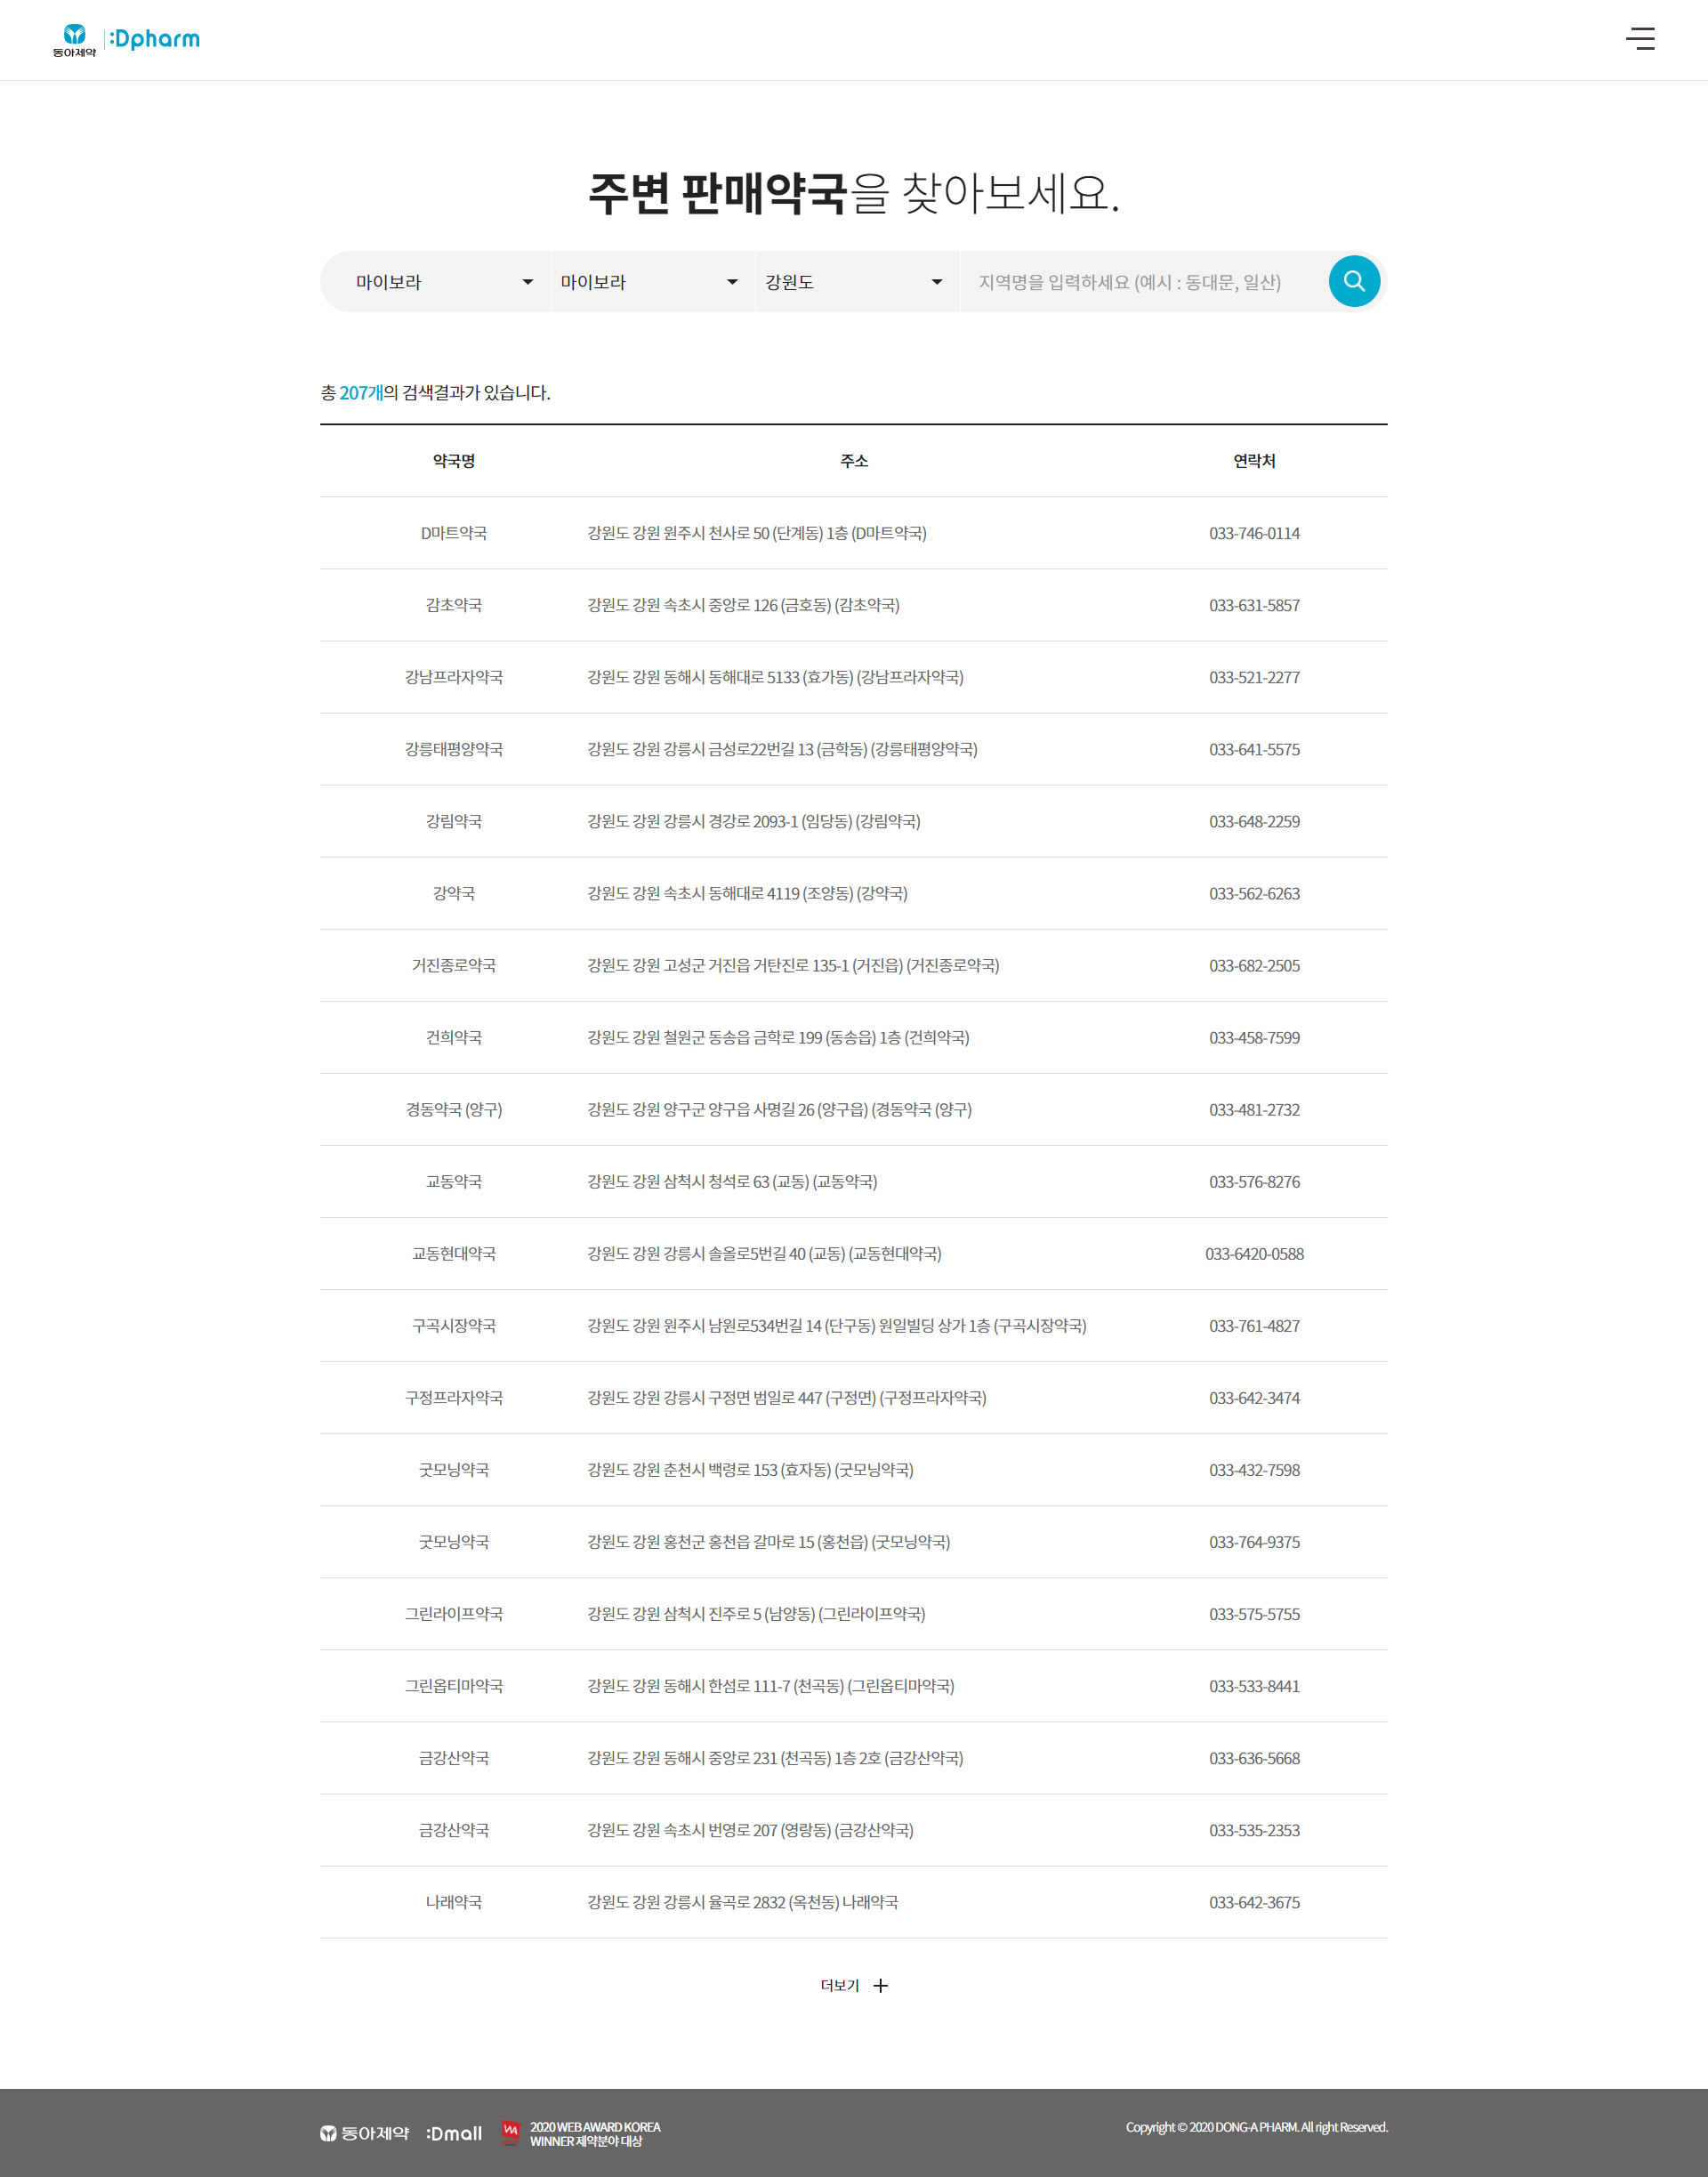 동아제약 :Dpharm
주변 판매약국을 찾아보세요.
마이보라 마이보라 강원도 지역명을 입력하세요 (예시 : 동대문, 일산)
총 207개의 검색결과가 있습니다.
약국명 주소 연락처
D마트약국 강원도 강원 원주시 천사로 50 (단계동) 1층 (D마트약국) 033-746-0114
감초약국 강원도 강원 속초시 중앙로 126 (금호동) (감초약국) 033-631-5857
강남프라자약국 강원도 강원 동해시 동해대로 5133 (효가동) (강남프라자약국) 033-521-2277
강릉태평양약국 강원도 강원 강릉시 금성로22번길 13 (금학동) (강릉태평양약국) 033-641-5575
강림약국 강원도 강원 강릉시 경강로 2093-1 (임당동) (강림약국) 033-648-2259
강약국 강원도 강원 속초시 동해대로 4119 (조양동) (강약국) 033-562-6263
거진종로약국 강원도 강원 고성군 거진읍 거탄진로 135-1 (거진읍) (거진종로약국) 033-682-2505
건희약국 강원도 강원 철원군 동송읍 금학로 199 (동송읍) 1층 (건희약국) 033-458-7599
경동약국 (양구) 강원도 강원 양구군 양구읍 사명길 26 (양구읍) (경동약국 (양구) 033-481-2732
교동약국 강원도 강원 삼척시 청석로 63 (교동) (교동약국) 033-576-8276
교동현대약국 강원도 강원 강릉시 솔올로5번길 40 (교동) (교동현대약국) 033-6420-0588
구곡시장약국 강원도 강원 원주시 남원로534번길 14 (단구동) 원일빌딩 상가 1층 (구곡시장약국) 033-761-4827
구정프라자약국 강원도 강원 강릉시 구정면 범일로 447 (구정면) (구정프라자약국) 033-642-3474
굿모닝약국 강원도 강원 춘천시 백령로 153 (효자동) (굿모닝약국) 033-432-7598
굿모닝약국 강원도 강원 홍천군 홍천읍 갈마로 15 (홍천읍) (굿모닝약국) 033-764-9375
그린라이프약국 강원도 강원 삼척시 진주로 5 (남양동) (그린라이프약국) 033-575-5755
그린옵티마약국 강원도 강원 동해시 한섬로 111-7 (천곡동) (그린옵티마약국) 033-533-8441
금강산약국 강원도 강원 동해시 중앙로 231 (천곡동) 1층 2호 (금강산약국) 033-636-5668
금강산약국 강원도 강원 속초시 번영로 207 (영랑동) (금강산약국) 033-535-2353
나래약국 강원도 강원 강릉시 율곡로 2832 (옥천동) 나래약국 033-642-3675
더보기
동아제약 :Dmall 2020 WEB AWARD KOREA Copyright © 2020 DONG-A PHARM. All right Reserved.
WINNER 제약분야 대상